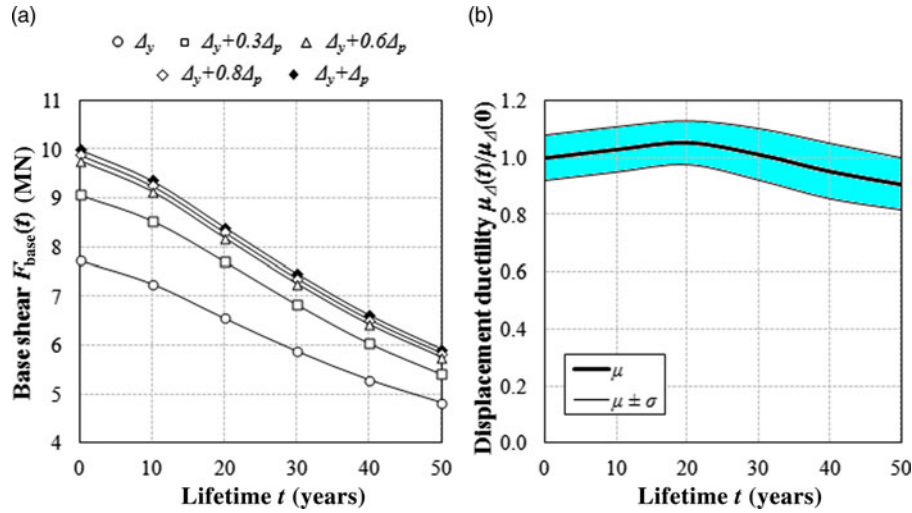 (a)
Δy Δy+0.3Δp Δy+0.6Δp
Δy+0.8Δp Δy+Δp
11
10
9
8
7
6
5
4
Base shear Fbase(t) (MN)
0 10 20 30 40 50
Lifetime t (years)
(b)
1.2
1.0
0.8
0.6
0.4
0.2
0.0
Displacement ductility μΔ(t)/μΔ(0)
μ
μ ± σ
0 10 20 30 40 50
Lifetime t (years)